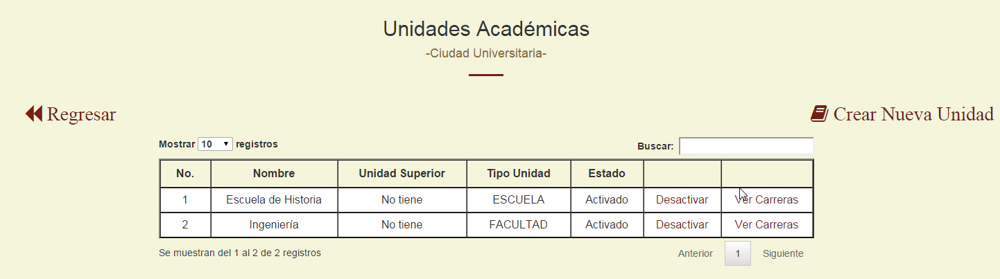 Unidades Académicas
-Ciudad Universitaria-
Regresar
Crear Nueva Unidad
Mostrar 10 registros
Buscar:
No. Nombre Unidad Superior Tipo Unidad Estado
1 Escuela de Historia No tiene ESCUELA Activado Desactivar Ver Carreras
2 Ingeniería No tiene FACULTAD Activado Desactivar Ver Carreras
Se muestran del 1 al 2 de 2 registros
Anterior 1 Siguiente